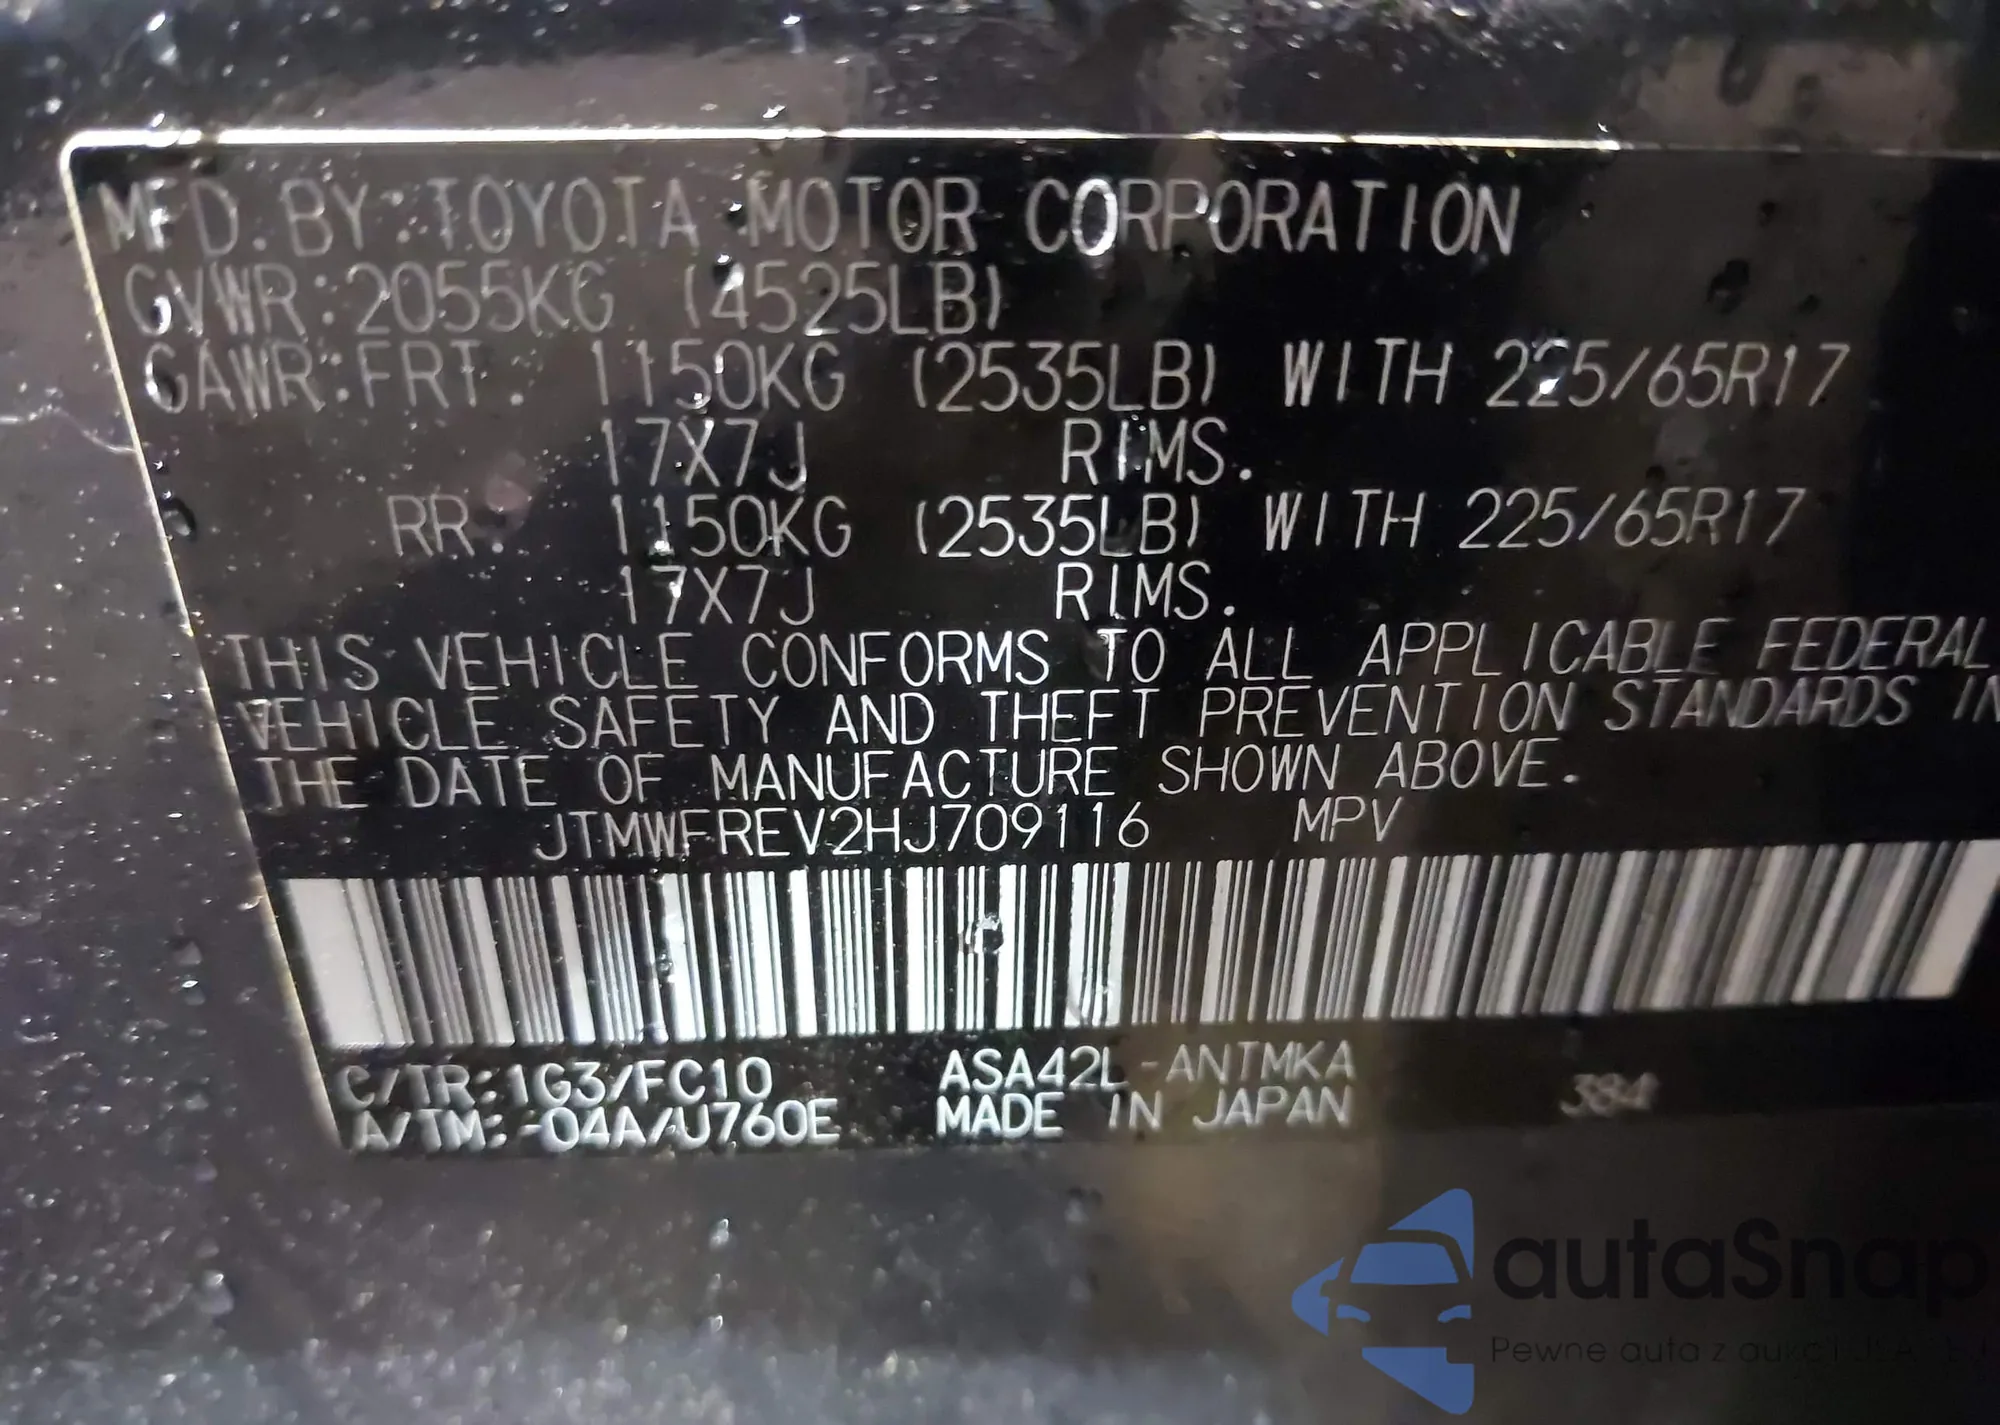 MFD. BY: TOYOTA MOTOR CORPORATION
GVWR: 2055KG (4525LB)
GAWR: FRT. 1150KG (2535LB) WITH 225/65R17
17X7J RIMS.
RR. 1150KG (2535LB) WITH 225/65R17
17X7J RIMS.
THIS VEHICLE CONFORMS TO ALL APPLICABLE FEDERAL
VEHICLE SAFETY AND THEFT PREVENTION STANDARDS IN
THE DATE OF MANUFACTURE SHOWN ABOVE.
JTMWFREV2HJ709116 MPV
C/TR: 1G3/FC10 ASA42L-ANTMKA
A/TM: -04A/U760E MADE IN JAPAN 384
autaSnap
Pewne auta z aukcji